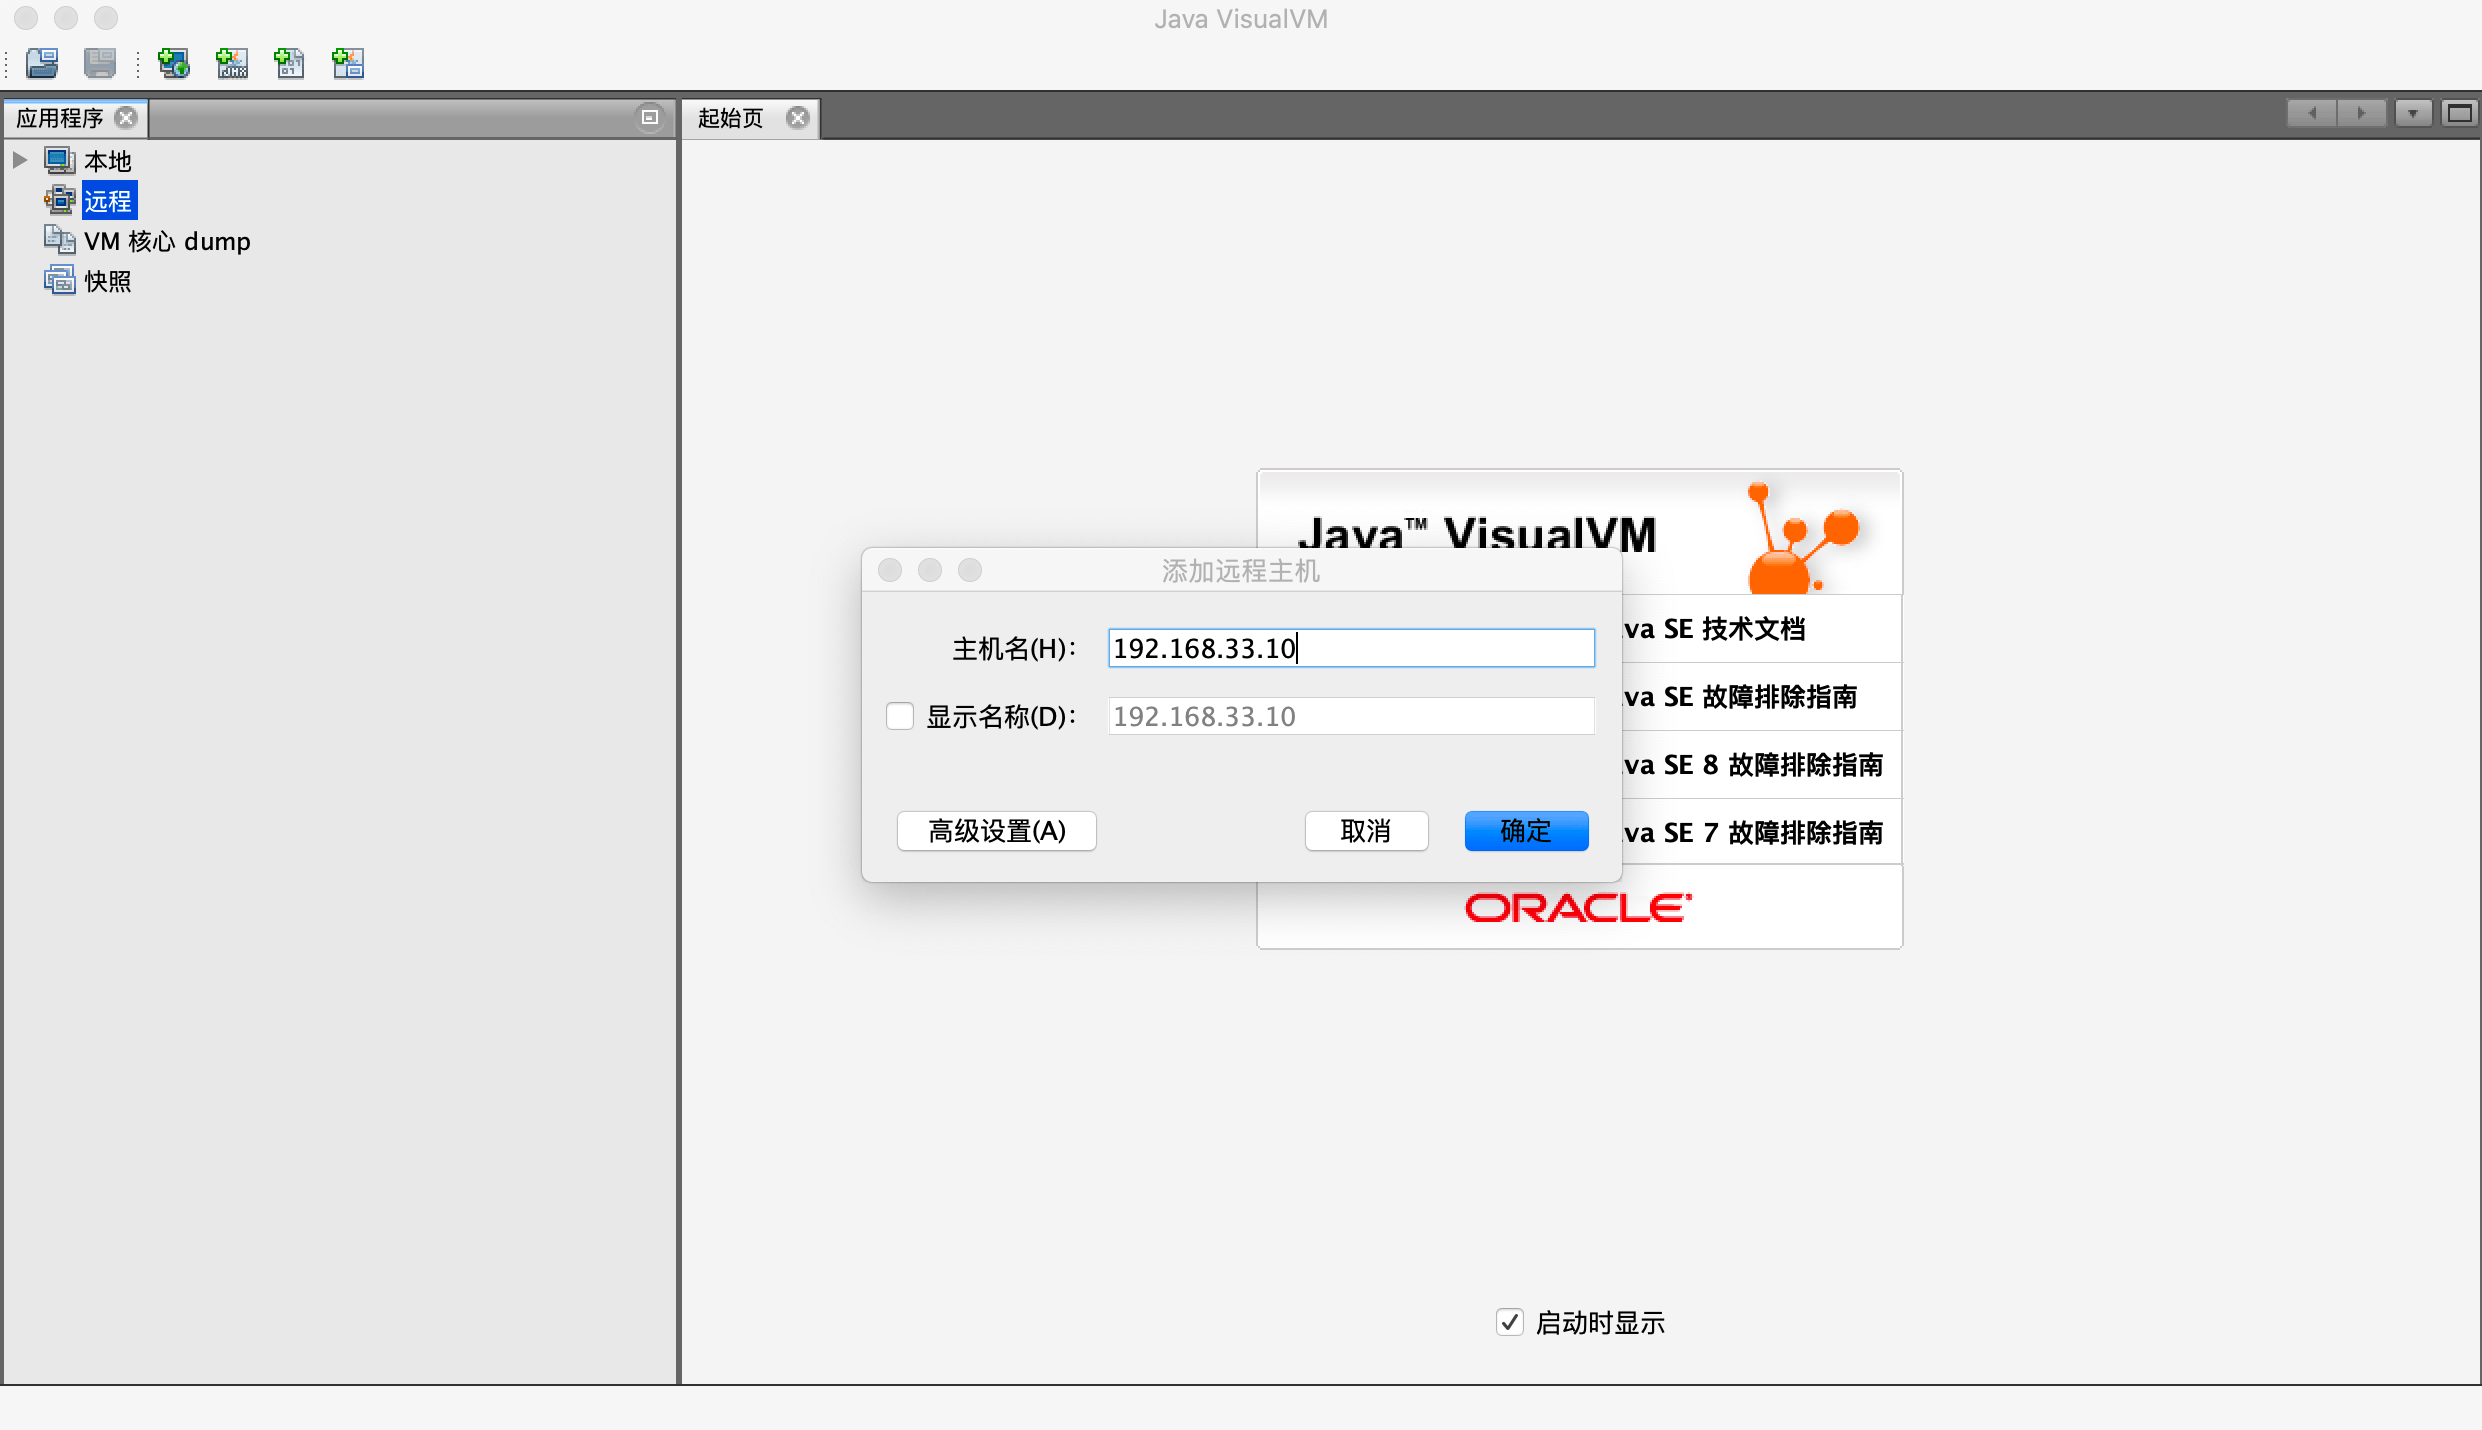 Java VisualVM
应用程序
起始页
本地
远程
VM 核心 dump
快照
Java™ VisualVM
添加远程主机
主机名(H)： 192.168.33.10
显示名称(D)： 192.168.33.10
高级设置(A) 取消 确定
va SE 技术文档
va SE 故障排除指南
va SE 8 故障排除指南
va SE 7 故障排除指南
ORACLE
启动时显示